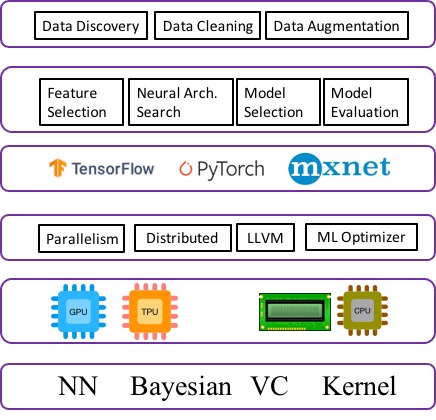 Data Discovery Data Cleaning Data Augmentation
Feature Selection Neural Arch. Search Model Selection Model Evaluation
TensorFlow PyTorch mxnet
Parallelism Distributed LLVM ML Optimizer
GPU TPU CPU
NN Bayesian VC Kernel